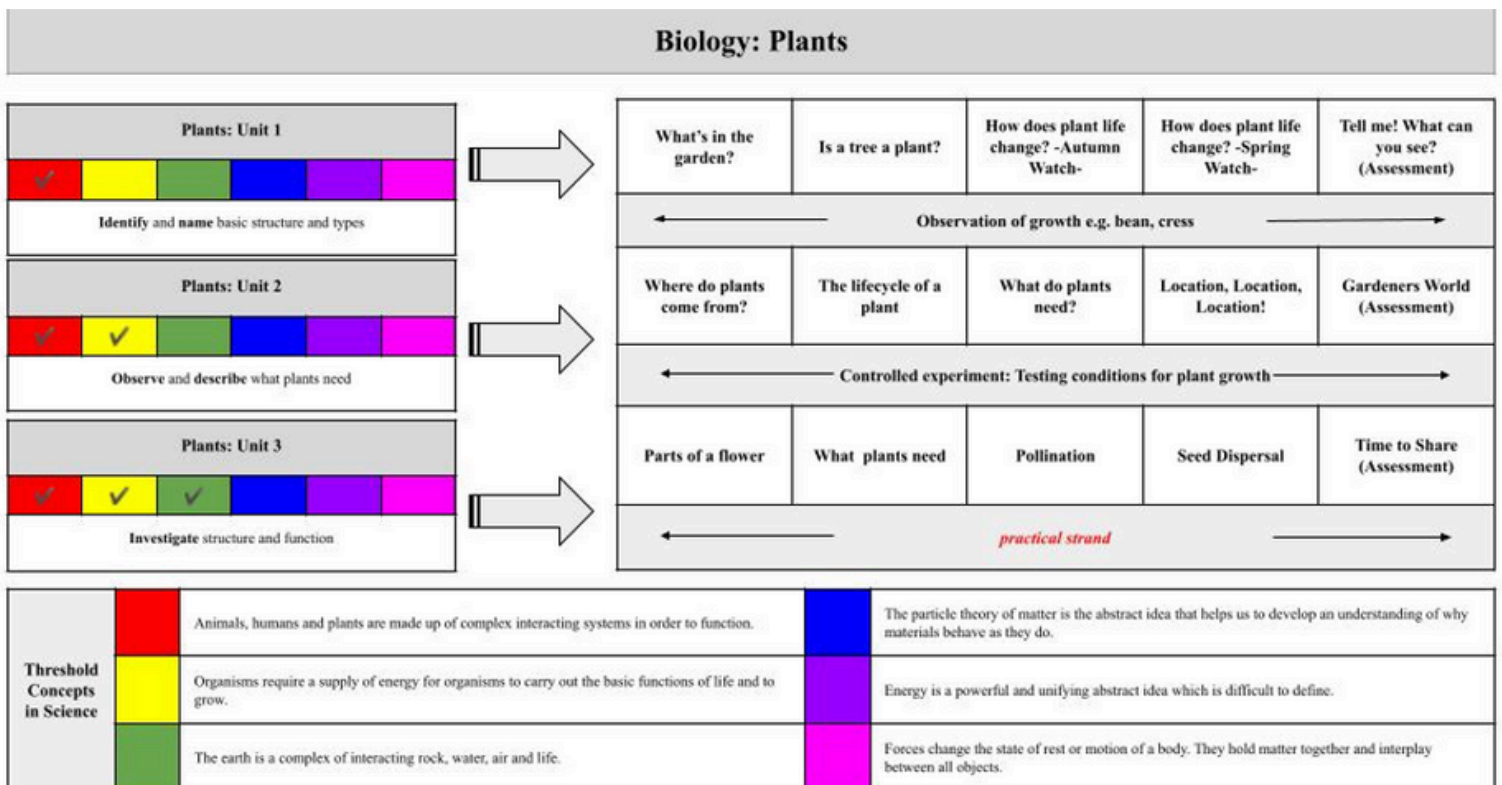 Biology: Plants
Plants: Unit 1
Identify and name basic structure and types
What's in the
garden?
Is a tree a plant?
How does plant life
change? -Autumn
Watch-
How does plant life
change? -Spring
Watch-
Tell me! What can
you see?
(Assessment)
Observation of growth e.g. bean, cress
Plants: Unit 2
Observe and describe what plants need
Where do plants
come from?
The lifecycle of a
plant
What do plants
need?
Location, Location,
Location!
Gardeners World
(Assessment)
Controlled experiment: Testing conditions for plant growth
Plants: Unit 3
Investigate structure and function
Parts of a flower
What plants need
Pollination
Seed Dispersal
Time to Share
(Assessment)
practical strand
Threshold
Concepts
in Science
Animals, humans and plants are made up of complex interacting systems in order to function.
Organisms require a supply of energy for organisms to carry out the basic functions of life and to
grow.
The earth is a complex of interacting rock, water, air and life.
The particle theory of matter is the abstract idea that helps us to develop an understanding of why
materials behave as they do.
Energy is a powerful and unifying abstract idea which is difficult to define.
Forces change the state of rest or motion of a body. They hold matter together and interplay
between all objects.